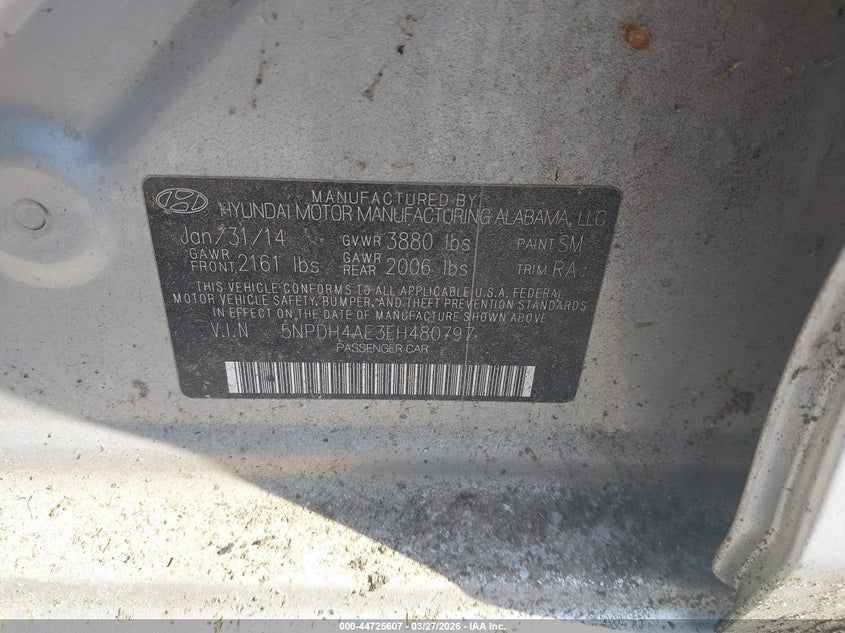 MANUFACTURED BY
HYUNDAI MOTOR MANUFACTURING ALABAMA, LLC
Jan/31/14 GVWR 3880 lbs PAINT SM
GAWR FRONT 2161 lbs GAWR REAR 2006 lbs TRIM RA
THIS VEHICLE CONFORMS TO ALL APPLICABLE U.S.A. FEDERAL
MOTOR VEHICLE SAFETY, BUMPER, AND THEFT PREVENTION STANDARDS
IN EFFECT ON THE DATE OF MANUFACTURE SHOWN ABOVE.
V.I.N 5NPDH4AE3EH480797
PASSENGER CAR
000-44725607 - 03/27/2026 - IAA Inc.